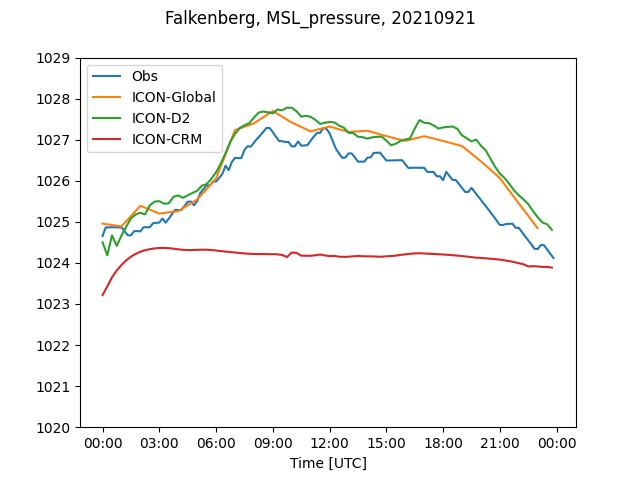 Falkenberg, MSL_pressure, 20210921
1029
1028
1027
1026
1025
1024
1023
1022
1021
1020
Obs
ICON-Global
ICON-D2
ICON-CRM
00:00 03:00 06:00 09:00 12:00 15:00 18:00 21:00 00:00
Time [UTC]